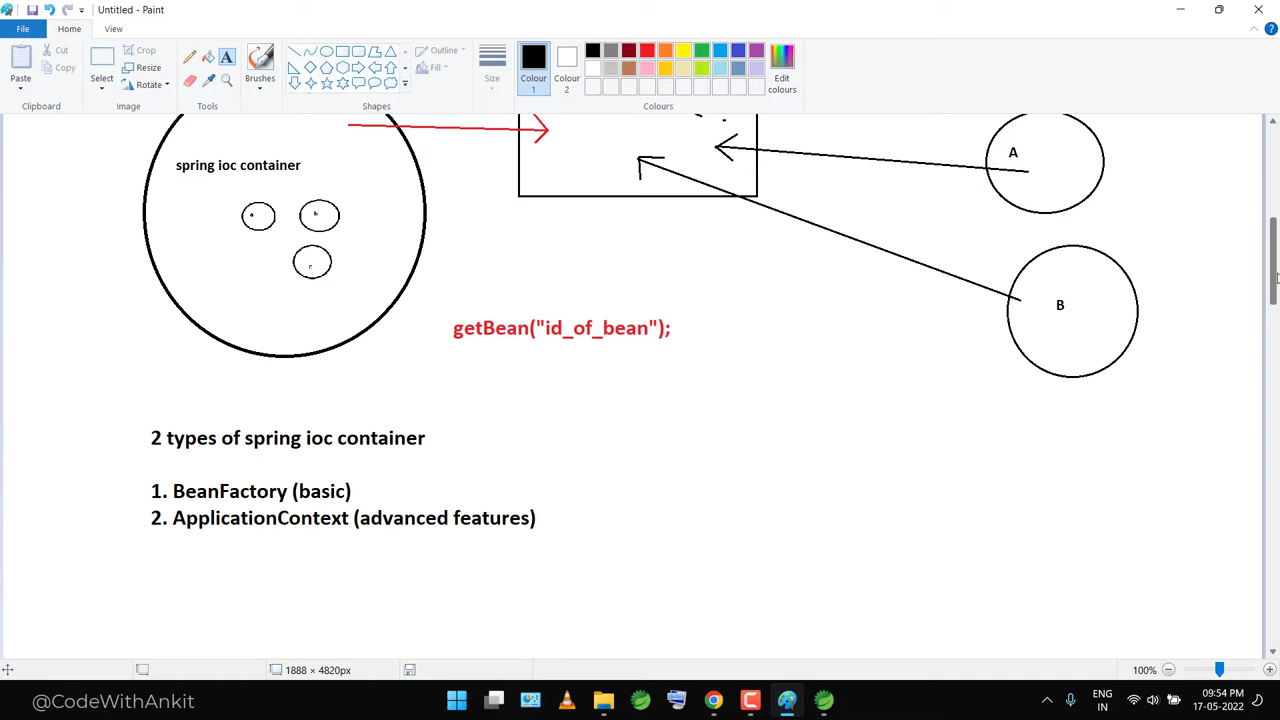 Untitled - Paint
File
Home
View
Paste
Cut
Copy
Clipboard
Select
Crop
Resize
Rotate
Image
Tools
Brushes
Outline
Fill
Shapes
Size
Colour 1
Colour 2
Edit colours
Colours
spring ioc container
A
B
getBean("id_of_bean");
2 types of spring ioc container
1. BeanFactory (basic)
2. ApplicationContext (advanced features)
1888 × 4820px
100%
@CodeWithAnkit
ENG
IN
09:54 PM
17-05-2022